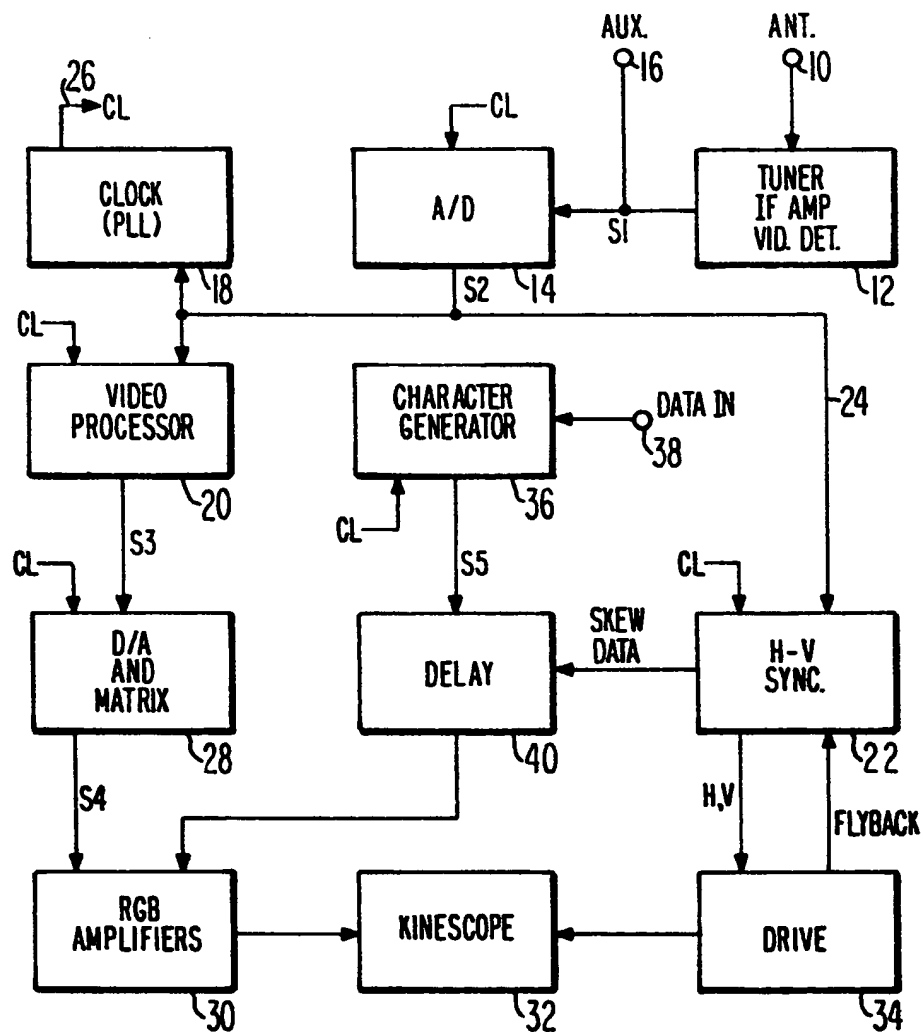 AUX.
ANT.
16
10
26
CL
CL
CLOCK
(PLL)
A/D
TUNER
IF AMP
VID. DET.
S1
18
S2
14
12
CL
VIDEO
PROCESSOR
CHARACTER
GENERATOR
DATA IN
38
24
20
36
CL
S3
S5
CL
CL
D/A
AND
MATRIX
DELAY
SKEW
DATA
H-V
SYNC.
28
40
22
S4
H,V
FLYBACK
RGB
AMPLIFIERS
KINESCOPE
DRIVE
30
32
34